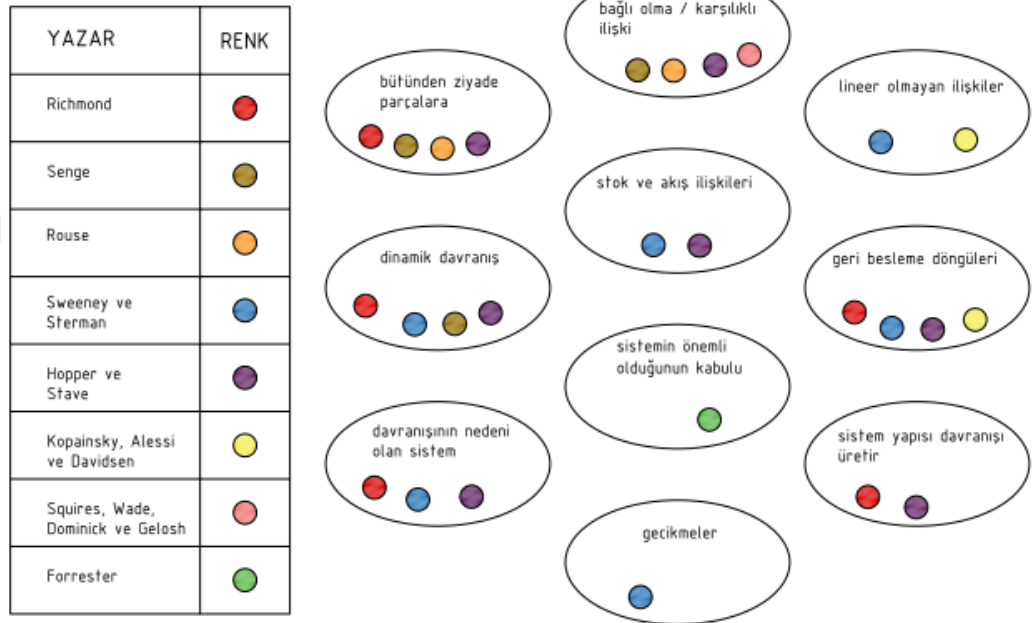 YAZAR
RENK
Richmond
Senge
Rouse
Sweeney ve
Sterman
Hopper ve
Stave
Kopainsky, Alessi
ve Davidsen
Squires, Wade,
Dominick ve Gelosh
Forrester
bağlı olma / karşılıklı
ilişki
bütünden ziyade
parçalara
lineer olmayan ilişkiler
stok ve akış ilişkileri
dinamik davranış
geri besleme döngüleri
sistemin önemli
olduğunun kabulu
davranışının nedeni
olan sistem
sistem yapısı davranışı
üretir
gecikmeler